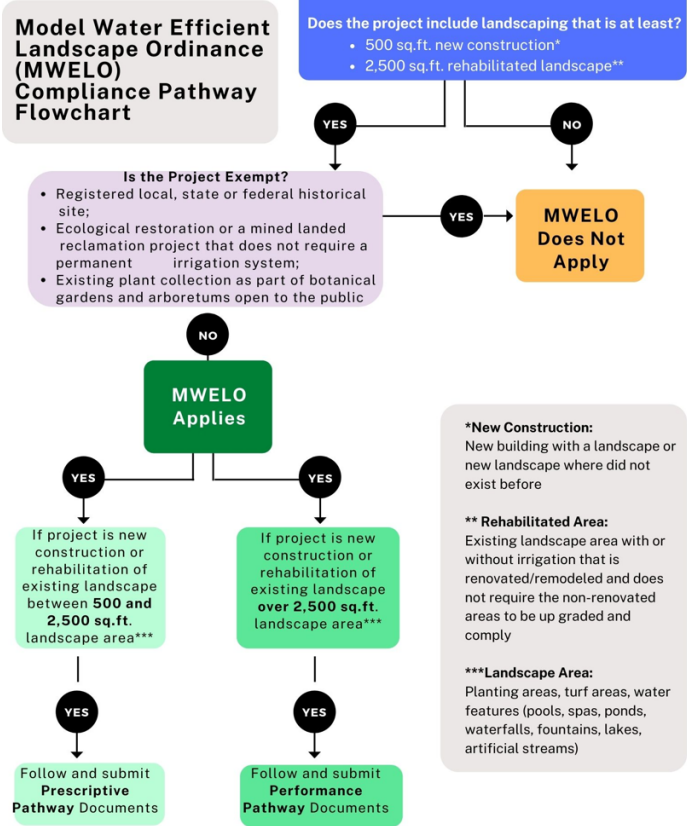 Model Water Efficient
Landscape Ordinance
(MWELO)
Compliance Pathway
Flowchart
Does the project include landscaping that is at least?
• 500 sq.ft. new construction*
• 2,500 sq.ft. rehabilitated landscape**
YES
NO
Is the Project Exempt?
• Registered local, state or federal historical
site;
• Ecological restoration or a mined landed
reclamation project that does not require a
permanent irrigation system;
• Existing plant collection as part of botanical
gardens and arboretums open to the public
YES
MWELO
Does Not
Apply
NO
MWELO
Applies
YES
YES
If project is new
construction or
rehabilitation of
existing landscape
between 500 and
2,500 sq.ft.
landscape area***
If project is new
construction or
rehabilitation of
existing landscape
over 2,500 sq.ft.
landscape area***
YES
YES
Follow and submit
Prescriptive
Pathway Documents
Follow and submit
Performance
Pathway Documents
*New Construction:
New building with a landscape or
new landscape where did not
exist before
** Rehabilitated Area:
Existing landscape area with or
without irrigation that is
renovated/remodeled and does
not require the non-renovated
areas to be up graded and
comply
***Landscape Area:
Planting areas, turf areas, water
features (pools, spas, ponds,
waterfalls, fountains, lakes,
artificial streams)